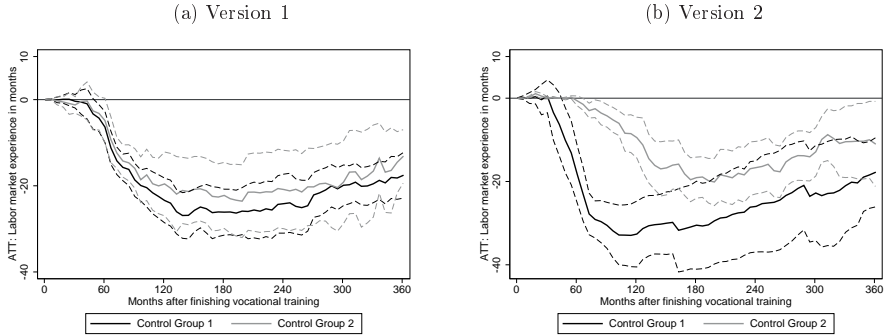 (a) Version 1
ATT: Labor market experience in months
10
0
-20
-40
0 60 120 180 240 300 360
Months after finishing vocational training
Control Group 1 Control Group 2
(b) Version 2
ATT: Labor market experience in months
10
0
-20
-40
0 60 120 180 240 300 360
Months after finishing vocational training
Control Group 1 Control Group 2